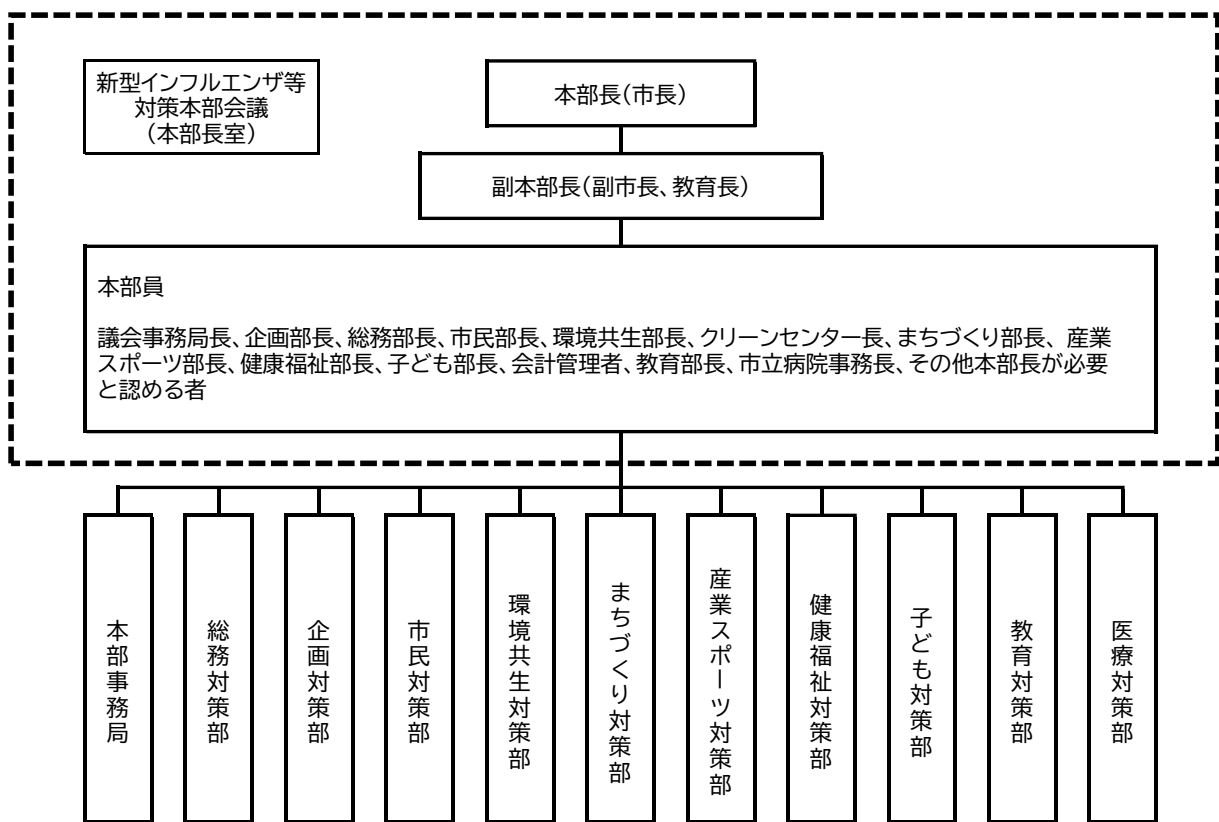 新型インフルエンザ等
対策本部会議
（本部長室）
本部長（市長）
副本部長（副市長、教育長）
本部員
議会事務局長、企画部長、総務部長、市民部長、環境共生部長、クリーンセンター長、まちづくり部長、産業
スポーツ部長、健康福祉部長、子ども部長、会計管理者、教育部長、市立病院事務長、その他本部長が必要
と認める者
本部事務局
総務対策部
企画対策部
市民対策部
環境共生対策部
まちづくり対策部
産業スポーツ対策部
健康福祉対策部
子ども対策部
教育対策部
医療対策部